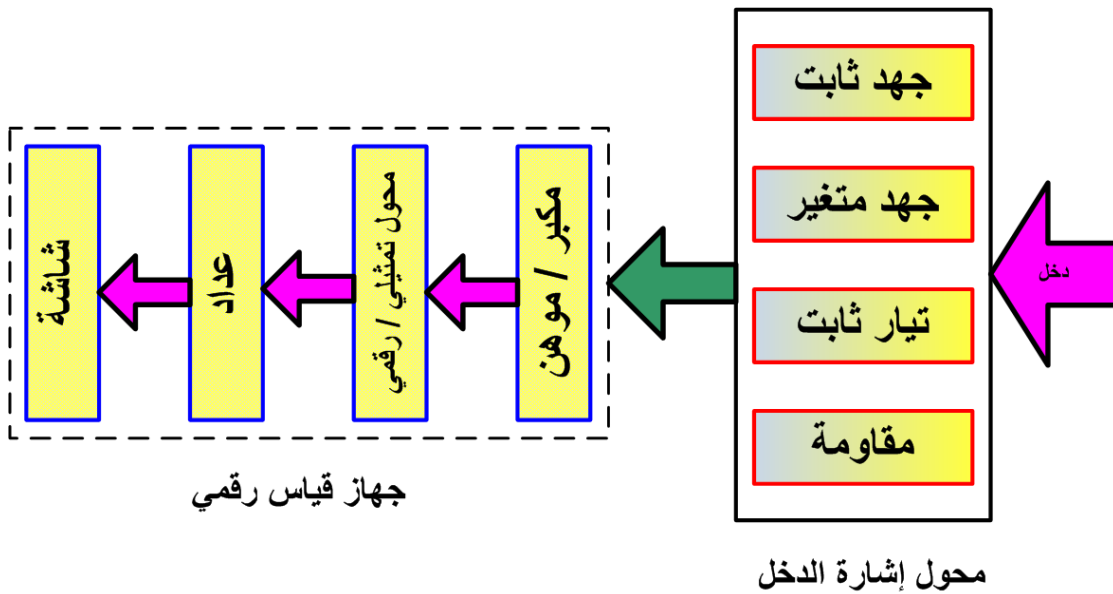 دخل
جهد ثابت
جهد متغير
تيار ثابت
مقاومة
محول إشارة الدخل
مكبر / موهن
محول تمثيلي / رقمي
عداد
شاشة
جهاز قياس رقمي